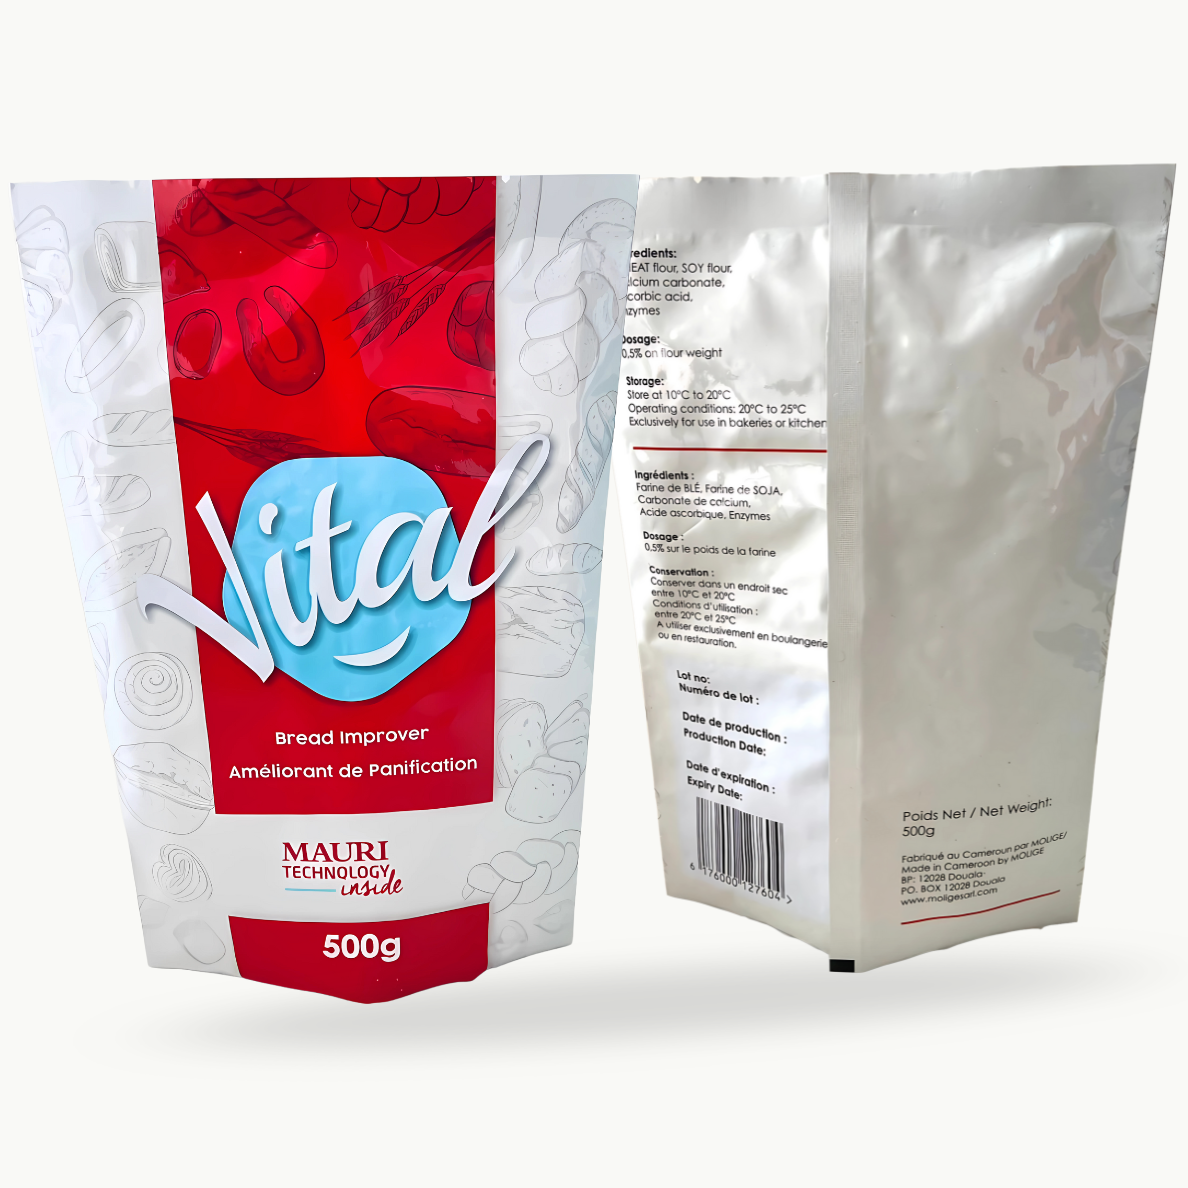 Vital
Bread Improver
Améliorant de Panification
MAURI
TECHNOLOGY
inside
500g
redients:
EAT flour, SOY flour,
lcium carbonate,
corbic acid,
zymes
Dosage:
0,5% on flour weight
Storage:
Store at 10°C to 20°C
Operating conditions: 20°C to 25°C
Exclusively for use in bakeries or kitchen
Ingrédients :
Farine de BLÉ, Farine de SOJA,
Carbonate de calcium,
Acide ascorbique, Enzymes
Dosage :
0,5% sur le poids de la farine
Conservation :
Conserver dans un endroit sec
entre 10°C et 20°C
Conditions d'utilisation :
entre 20°C et 25°C
A utiliser exclusivement en boulangerie
ou en restauration.
Lot no:
Numéro de lot :
Date de production :
Production Date:
Date d'expiration :
Expiry Date:
6 176000 127604 >
Poids Net / Net Weight:
500g
Fabriqué au Cameroun par MOLIGE/
Made in Cameroon by MOLIGE
BP: 12028 Douala-
PO. BOX 12028 Douala
www.moligesarl.com